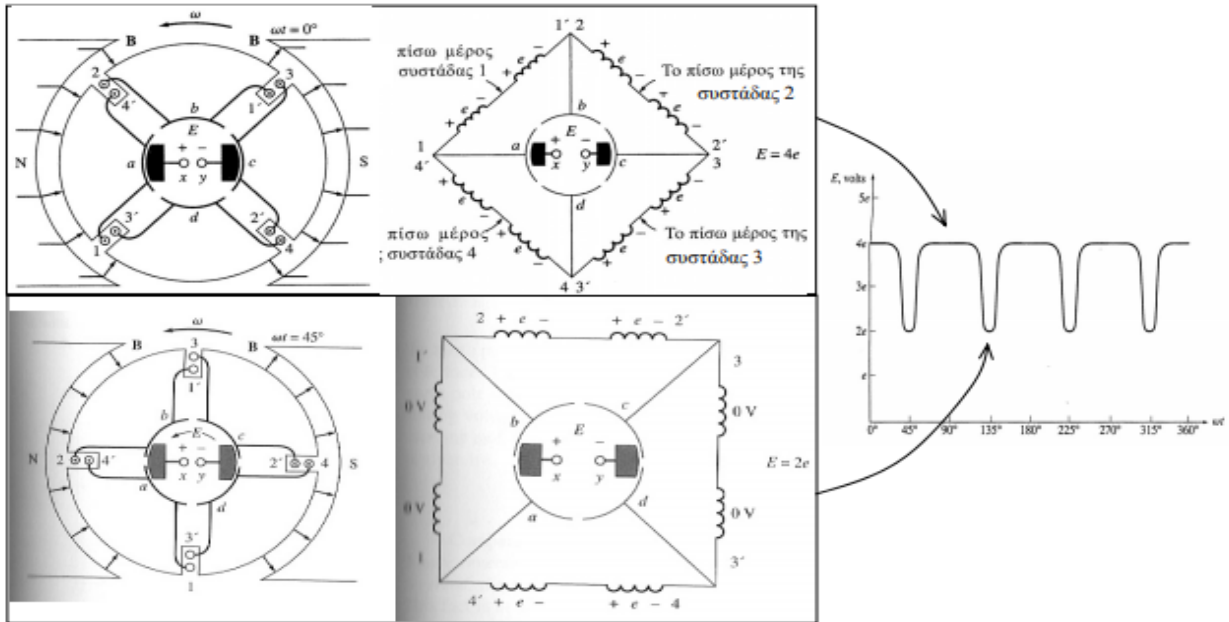 ω
ωt = 0°
B
B
2
3
4´
1´
b
E
N
a
+
−
c
S
x
y
d
3´
2´
1
4
1´ 2
+
−
e
πίσω μέρος
συστάδας 1
Το πίσω μέρος της
συστάδας 2
b
E
1
4´
a
+
−
x
y
c
2´
3
E = 4e
d
πίσω μέρος
; συστάδας 4
Το πίσω μέρος της
συστάδας 3
4 3´
E, volts
5e
4e
3e
2e
e
0°
45°
90°
135°
180°
225°
270°
315°
360°
ωt
ω
ωt = 45°
B
B
3
1´
b
E
c
N
2
4´
+
−
x
y
2´
4
S
a
d
3´
1
2 + e −
+ e − 2´
1´
3
0 V
0 V
b
c
E
+
−
x
y
E = 2e
a
d
0 V
0 V
1
3´
4´ + e −
+ e − 4